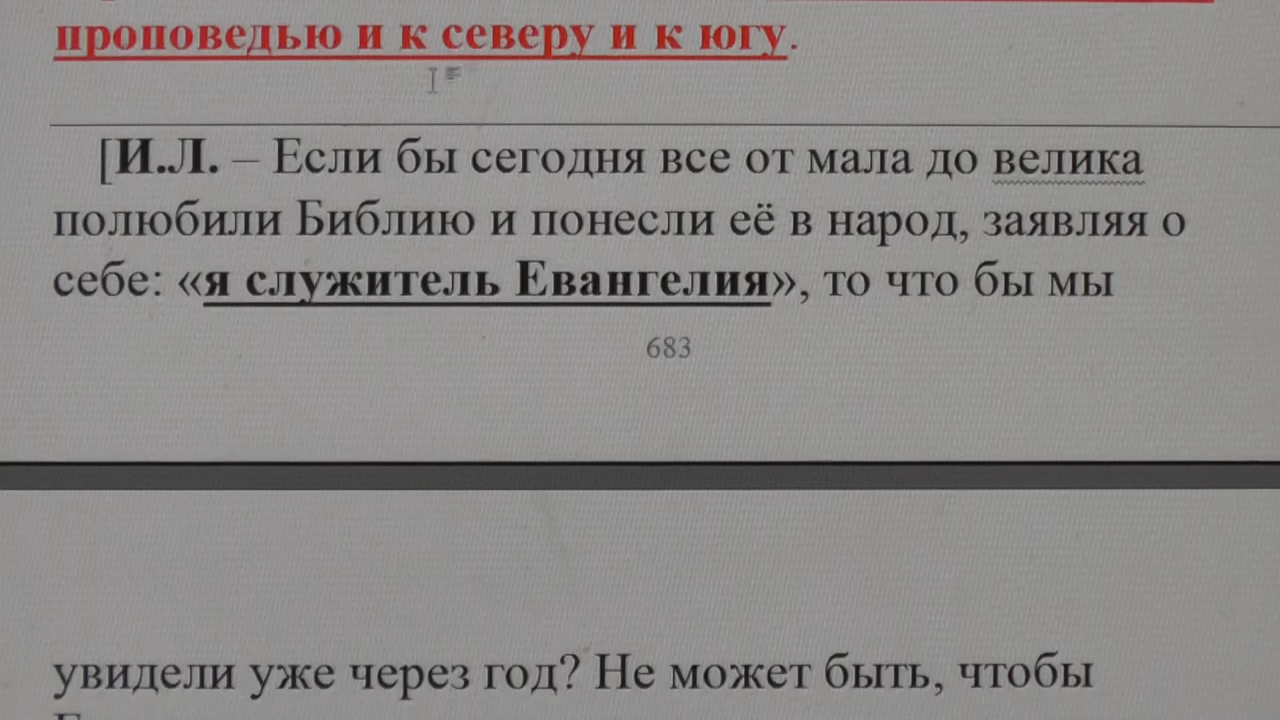 проповедью и к северу и к югу.
[И.Л. – Если бы сегодня все от мала до велика
полюбили Библию и понесли её в народ, заявляя о
себе: «я служитель Евангелия», то что бы мы
683
увидели уже через год? Не может быть, чтобы